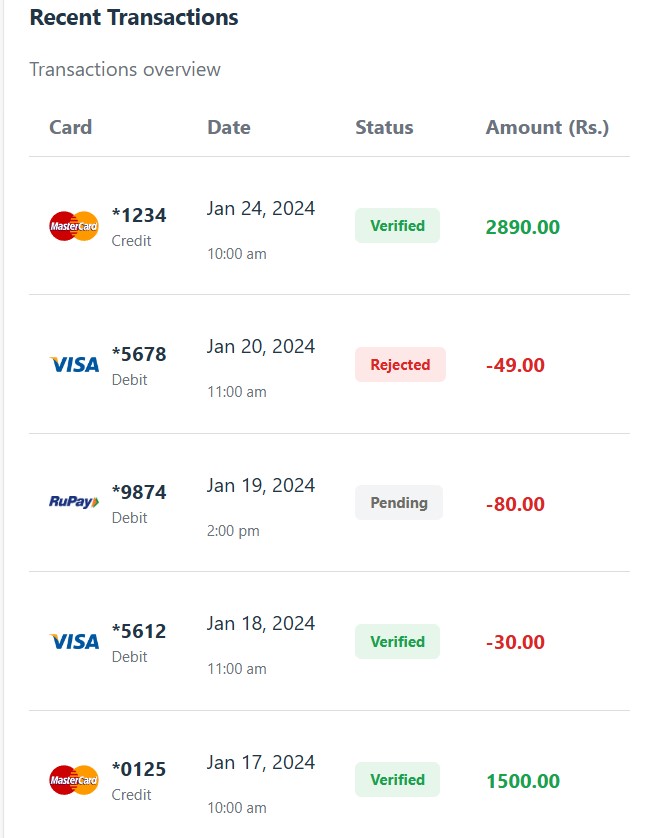 Recent Transactions
Transactions overview
Card Date Status Amount (Rs.)
MasterCard *1234 Credit Jan 24, 2024 10:00 am Verified 2890.00
VISA *5678 Debit Jan 20, 2024 11:00 am Rejected -49.00
RuPay *9874 Debit Jan 19, 2024 2:00 pm Pending -80.00
VISA *5612 Debit Jan 18, 2024 11:00 am Verified -30.00
MasterCard *0125 Credit Jan 17, 2024 10:00 am Verified 1500.00